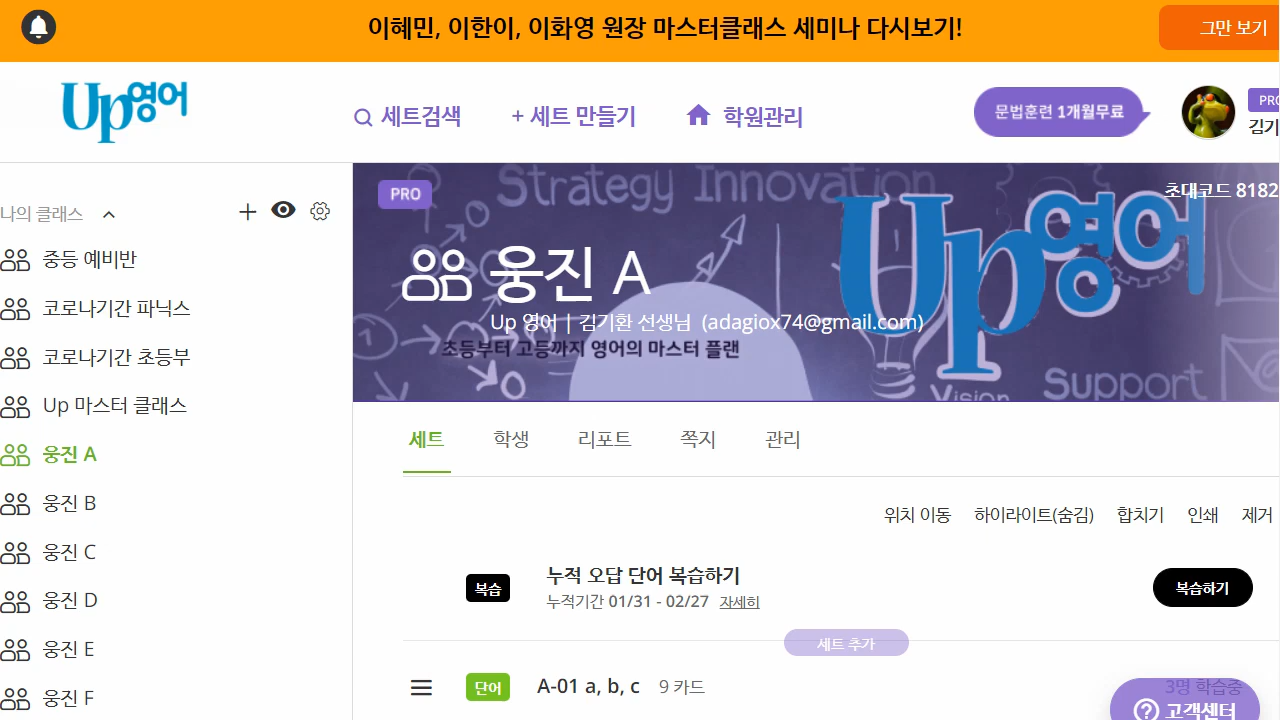 이혜민, 이한이, 이화영 원장 마스터클래스 세미나 다시보기!
그만 보기
Up영어
세트검색
+ 세트 만들기
학원관리
문법훈련 1개월무료
PRO
김기
나의 클래스
중등 예비반
코로나기간 파닉스
코로나기간 초등부
Up 마스터 클래스
웅진 A
웅진 B
웅진 C
웅진 D
웅진 E
웅진 F
PRO
Strategy Innovation
초대코드 8182
Up영어
웅진 A
Up 영어 | 김기환 선생님 (adagiox74@gmail.com)
초등부터 고등까지 영어의 마스터 플랜
Vision
Support
세트
학생
리포트
쪽지
관리
위치 이동
하이라이트(숨김)
합치기
인쇄
제거
복습
누적 오답 단어 복습하기
누적기간 01/31 - 02/27 자세히
복습하기
세트 추가
단어
A-01 a, b, c
9 카드
3명 학습중
고객센터